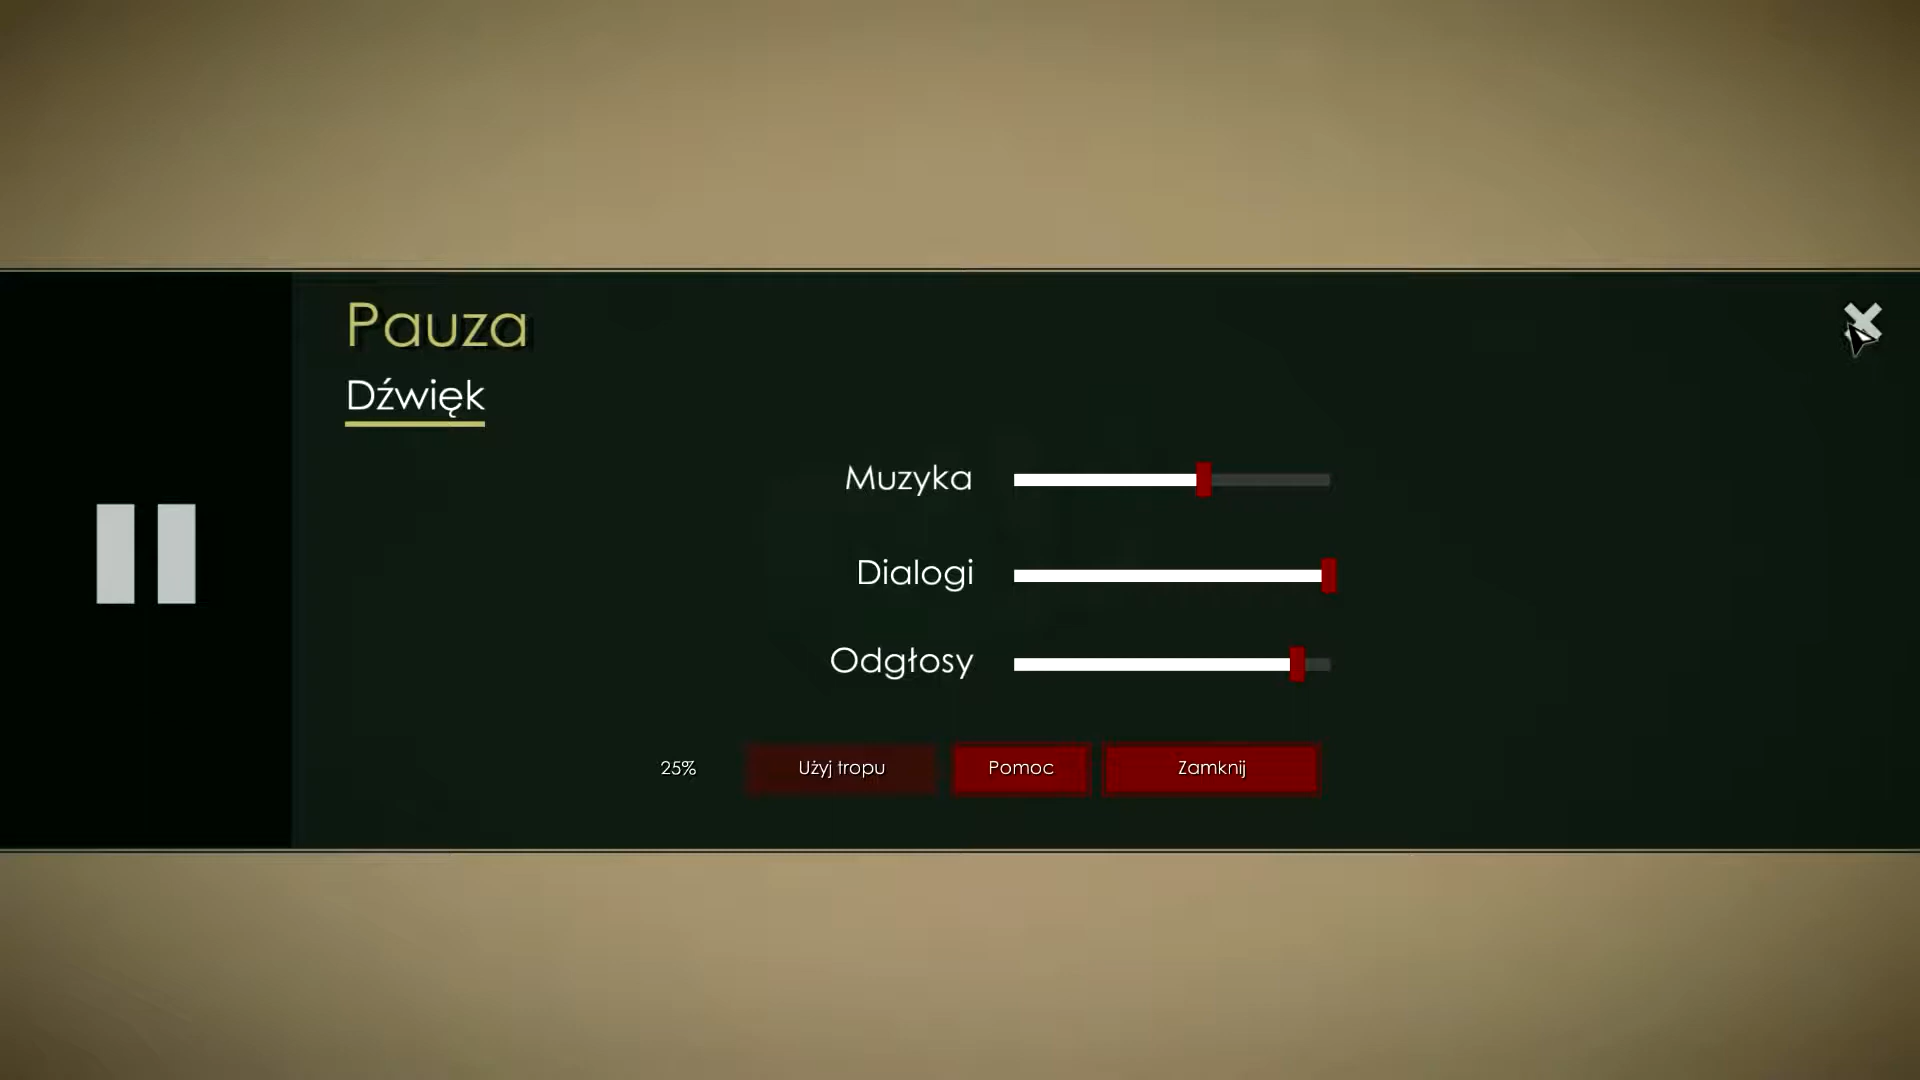 Pauza
Dźwięk
Muzyka
Dialogi
Odgłosy
25% Użyj tropu Pomoc Zamknij